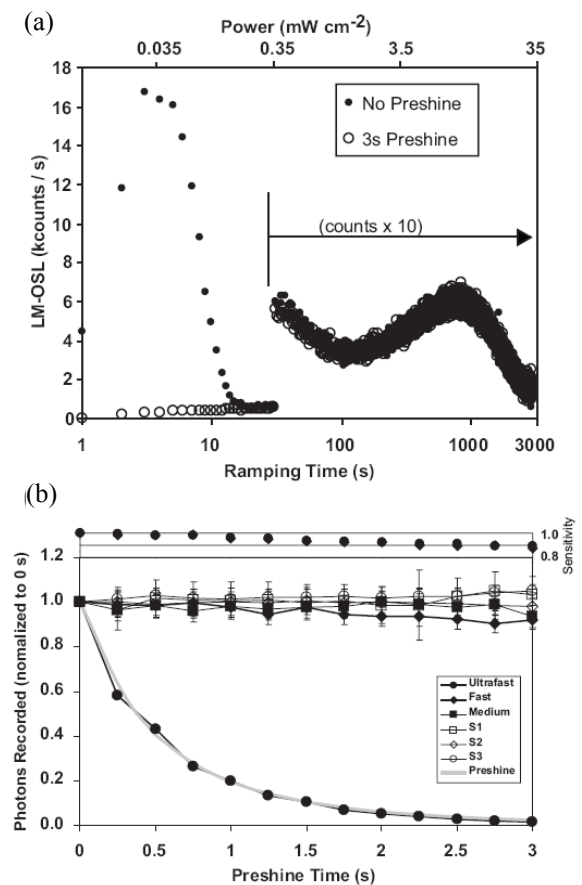 (a)
Power (mW cm-2)
0.035 0.35 3.5 35
18
16
14
12
10
8
6
4
2
0
LM-OSL (kcounts / s)
No Preshine
3s Preshine
(counts x 10)
1 10 100 1000 3000
Ramping Time (s)
(b)
1.0
0.8
Sensitivity
1.2
1.0
0.8
0.6
0.4
0.2
0.0
Photons Recorded (normalized to 0 s)
Ultrafast
Fast
Medium
S1
S2
S3
Preshine
0 0.5 1 1.5 2 2.5 3
Preshine Time (s)